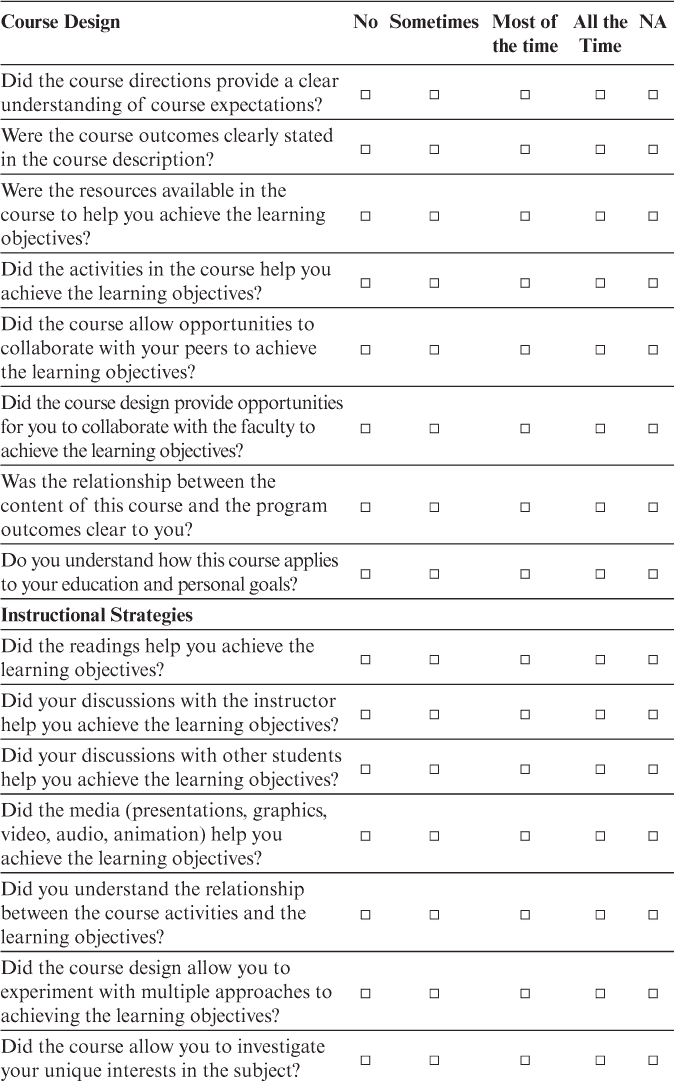 Course Design No Sometimes Most of the time All the Time NA
Did the course directions provide a clear
understanding of course expectations? □ □ □ □ □
Were the course outcomes clearly stated
in the course description? □ □ □ □ □
Were the resources available in the
course to help you achieve the learning
objectives? □ □ □ □ □
Did the activities in the course help you
achieve the learning objectives? □ □ □ □ □
Did the course allow opportunities to
collaborate with your peers to achieve
the learning objectives? □ □ □ □ □
Did the course design provide opportunities
for you to collaborate with the faculty to
achieve the learning objectives? □ □ □ □ □
Was the relationship between the
content of this course and the program
outcomes clear to you? □ □ □ □ □
Do you understand how this course applies
to your education and personal goals? □ □ □ □ □
Instructional Strategies
Did the readings help you achieve the
learning objectives? □ □ □ □ □
Did your discussions with the instructor
help you achieve the learning objectives? □ □ □ □ □
Did your discussions with other students
help you achieve the learning objectives? □ □ □ □ □
Did the media (presentations, graphics,
video, audio, animation) help you
achieve the learning objectives? □ □ □ □ □
Did you understand the relationship
between the course activities and the
learning objectives? □ □ □ □ □
Did the course design allow you to
experiment with multiple approaches to
achieving the learning objectives? □ □ □ □ □
Did the course allow you to investigate
your unique interests in the subject? □ □ □ □ □